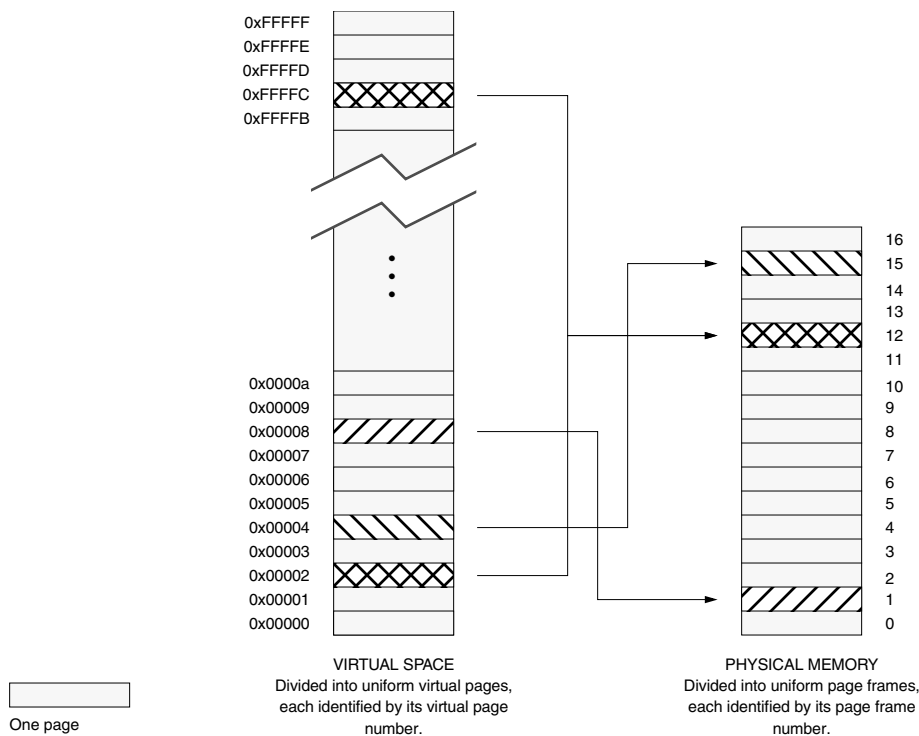 0xFFFFF
0xFFFFE
0xFFFFD
0xFFFFC
0xFFFFB
0x0000a
0x00009
0x00008
0x00007
0x00006
0x00005
0x00004
0x00003
0x00002
0x00001
0x00000
VIRTUAL SPACE
Divided into uniform virtual pages,
each identified by its virtual page
number.
16
15
14
13
12
11
10
9
8
7
6
5
4
3
2
1
0
PHYSICAL MEMORY
Divided into uniform page frames,
each identified by its page frame
number.
One page